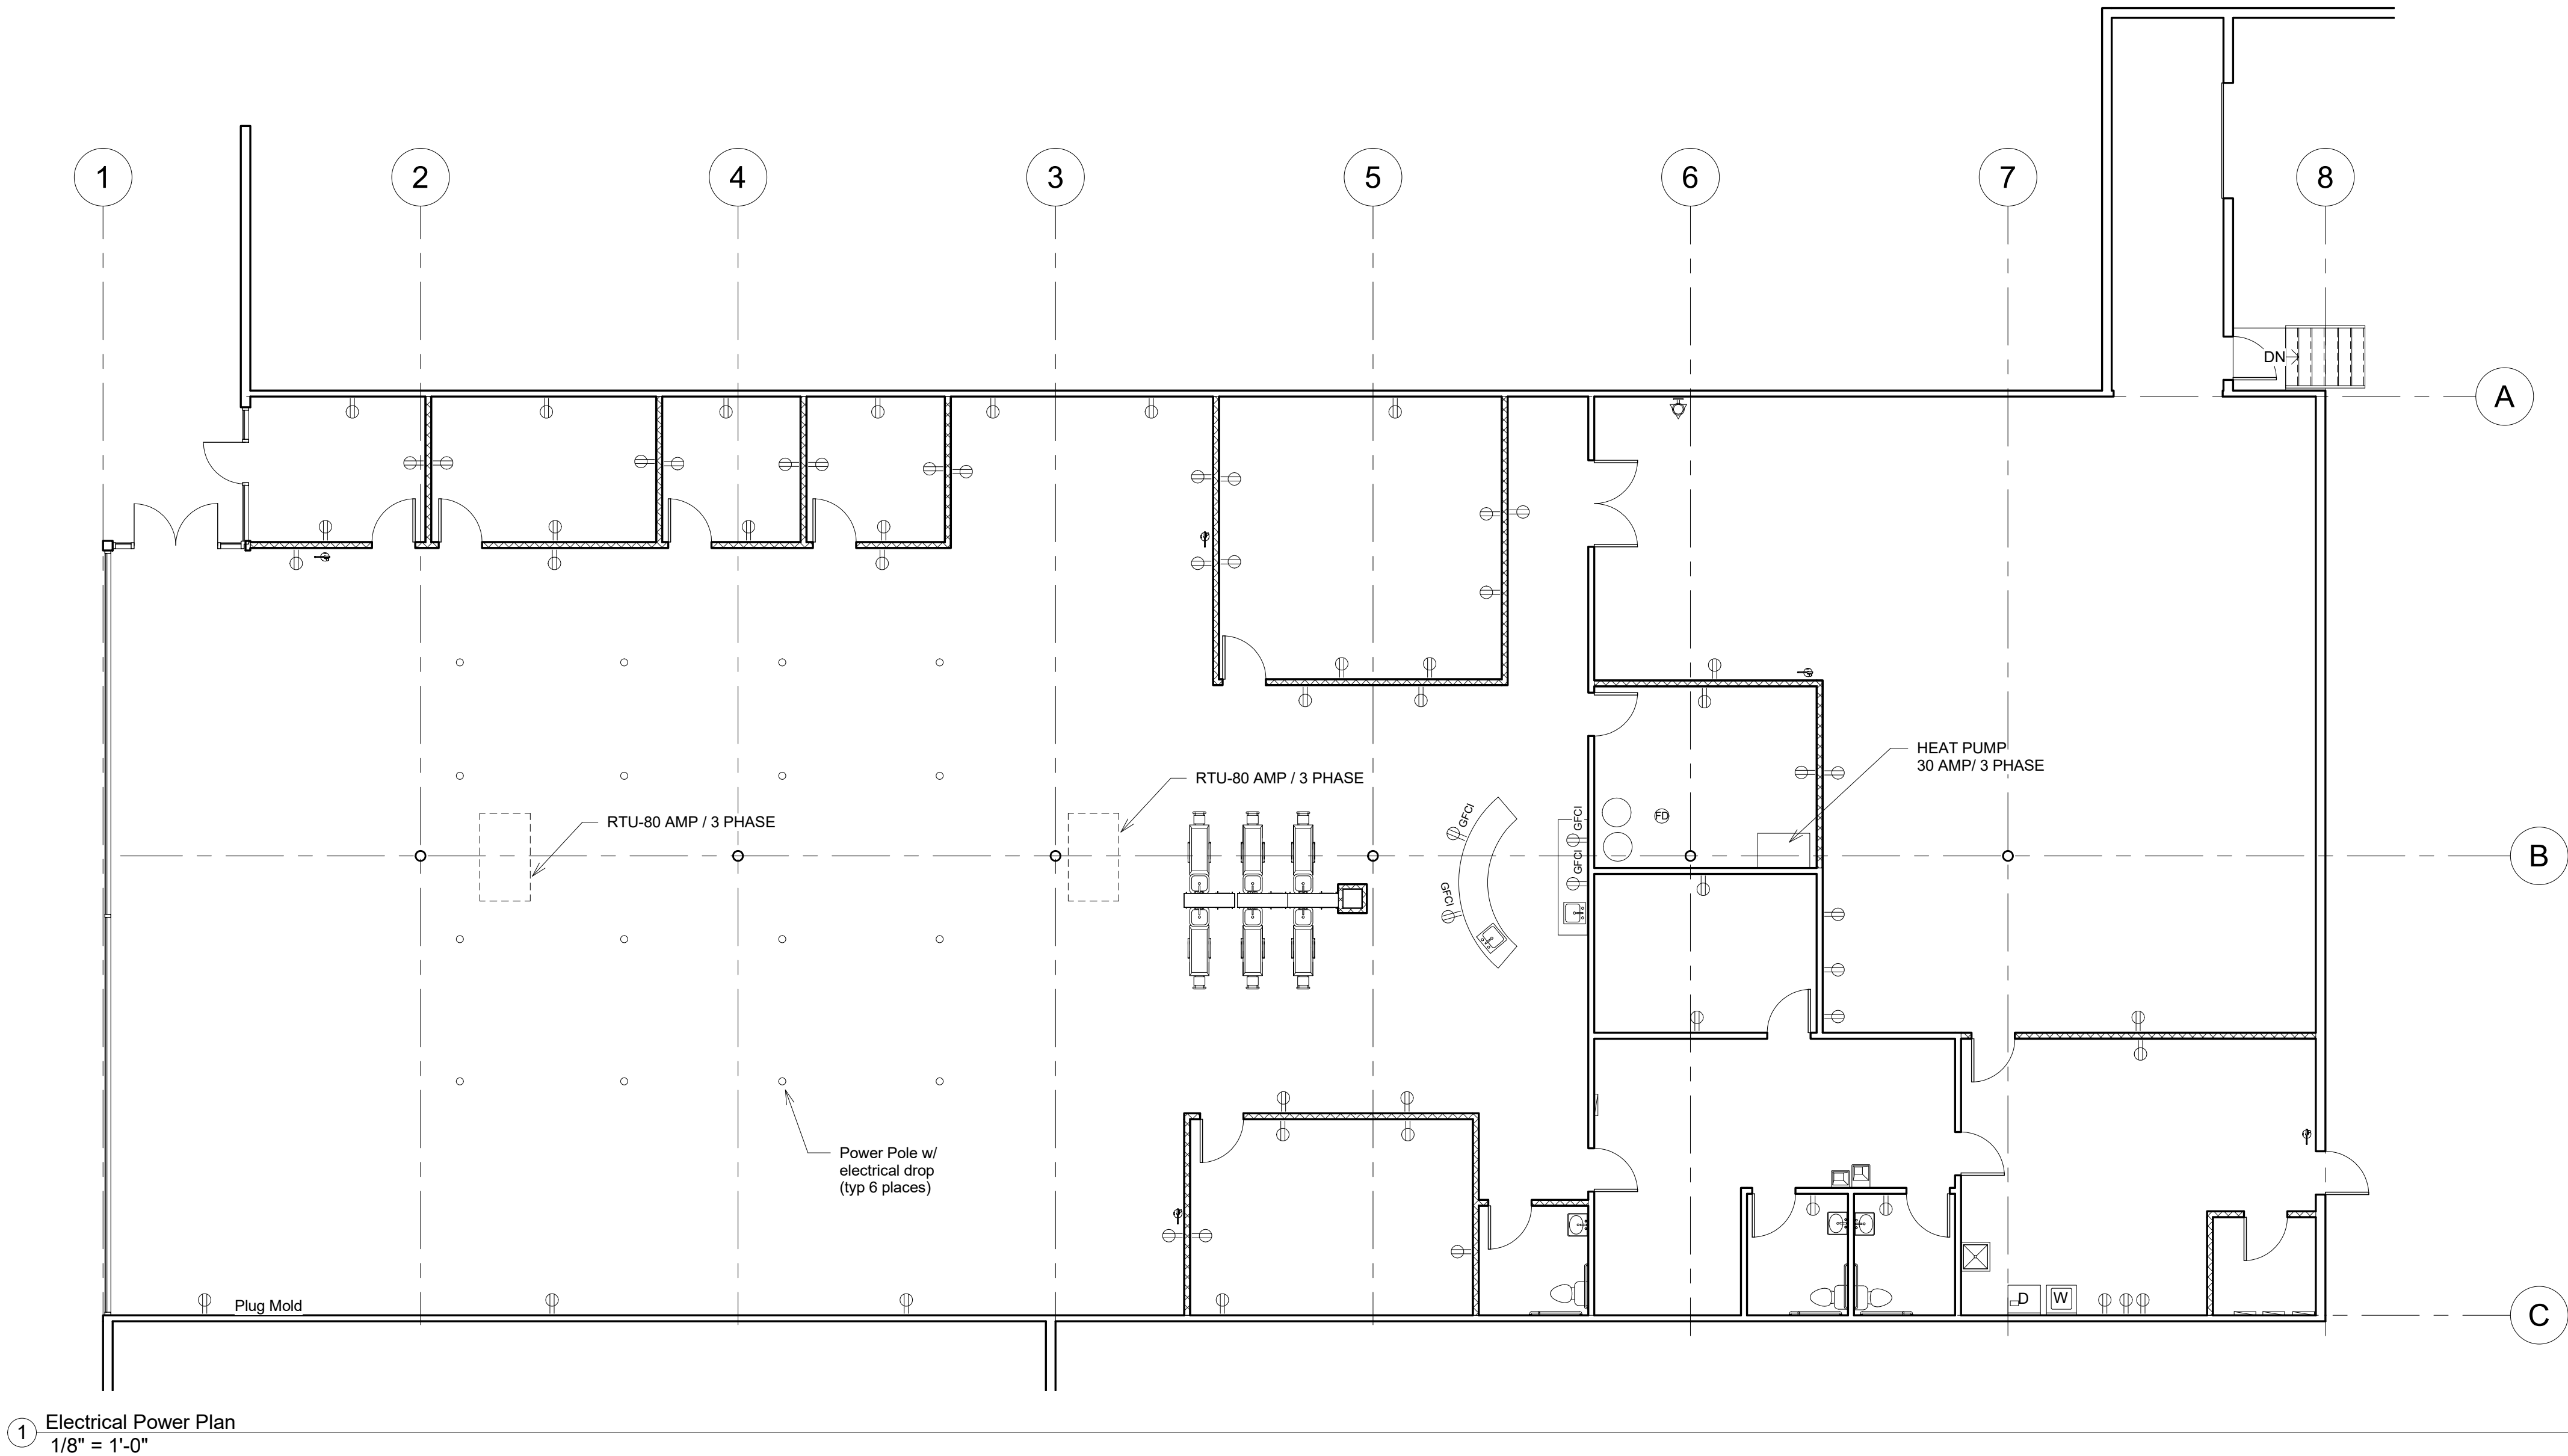 1
2
4
3
5
6
7
8
DN
A
HEAT PUMP
30 AMP/ 3 PHASE
RTU-80 AMP / 3 PHASE
RTU-80 AMP / 3 PHASE
GFCI
GFCI
FD
B
GFCI
GFCI
Power Pole w/
electrical drop
(typ 6 places)
Plug Mold
D
W
C
1
Electrical Power Plan
1/8" = 1'-0"